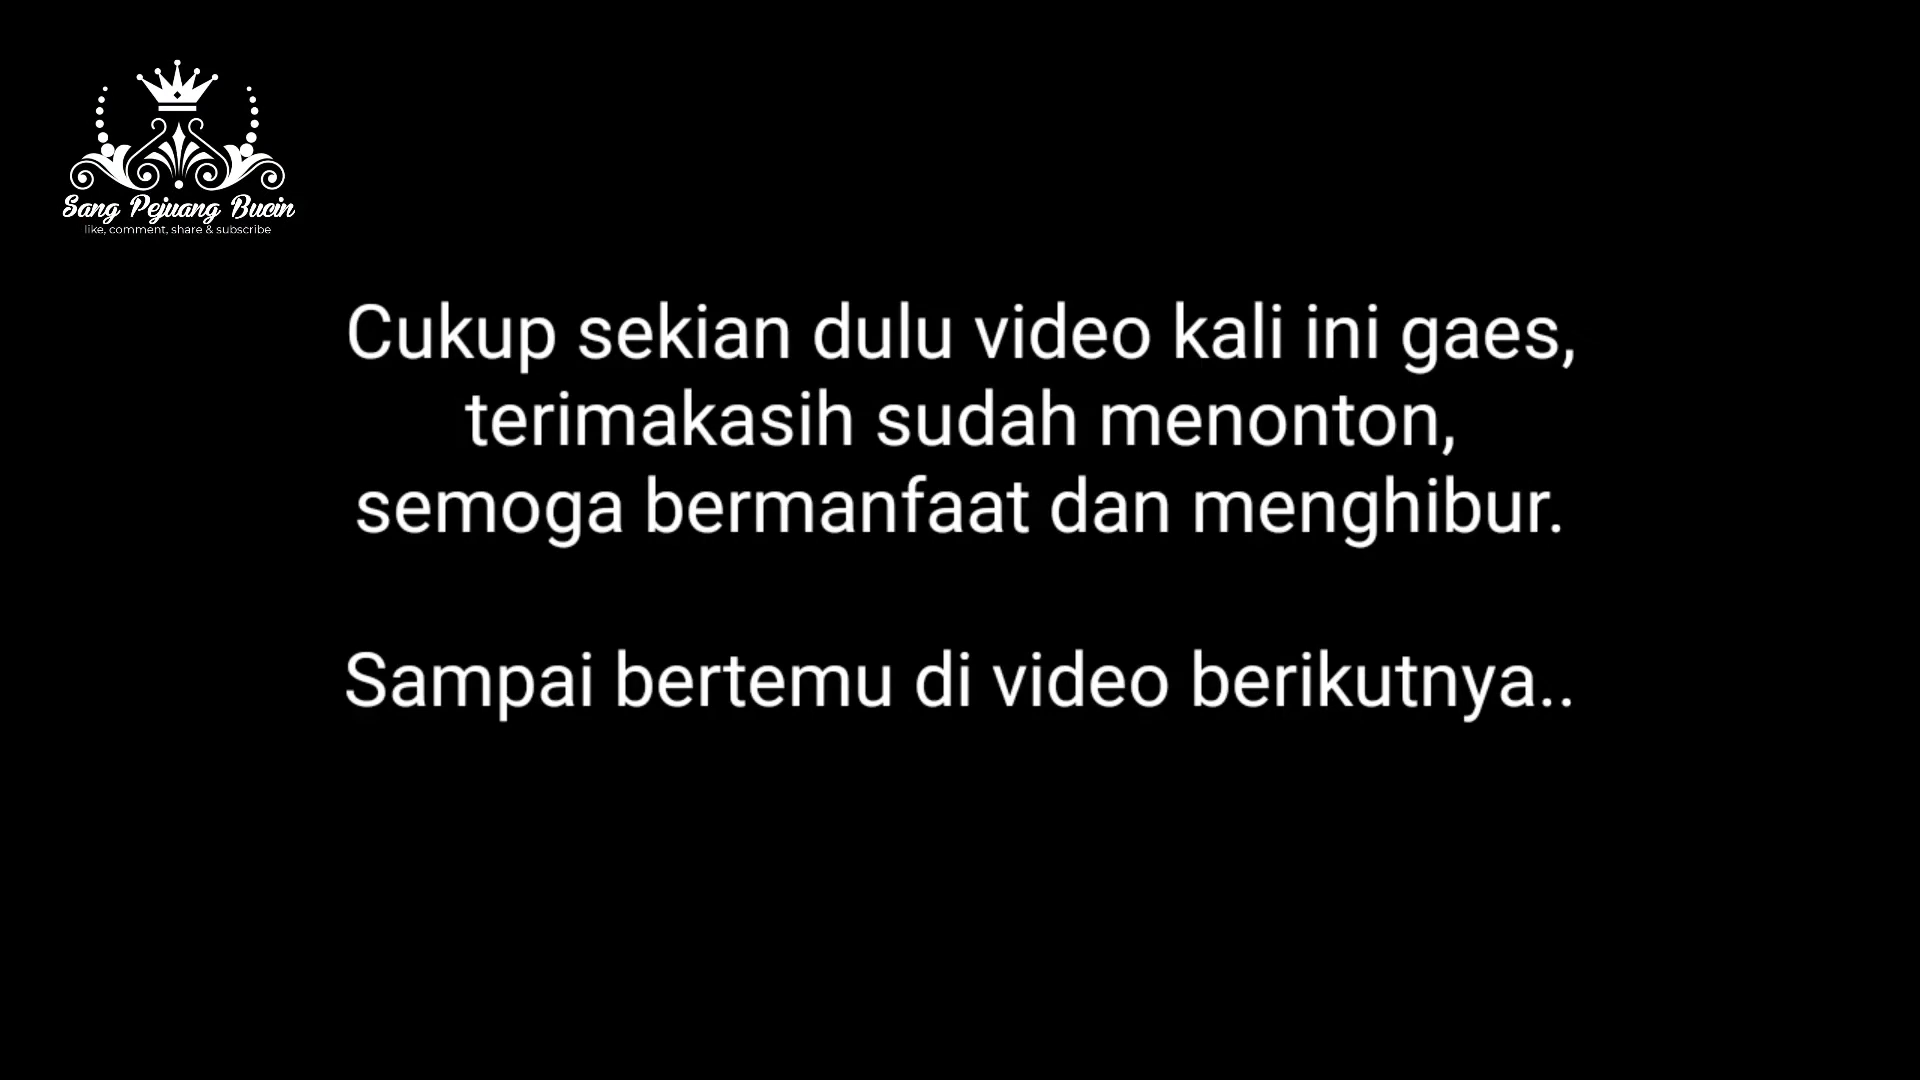 Sang Pejuang Bucin
like, comment, share & subscribe
Cukup sekian dulu video kali ini gaes,
terimakasih sudah menonton,
semoga bermanfaat dan menghibur.
Sampai bertemu di video berikutnya..